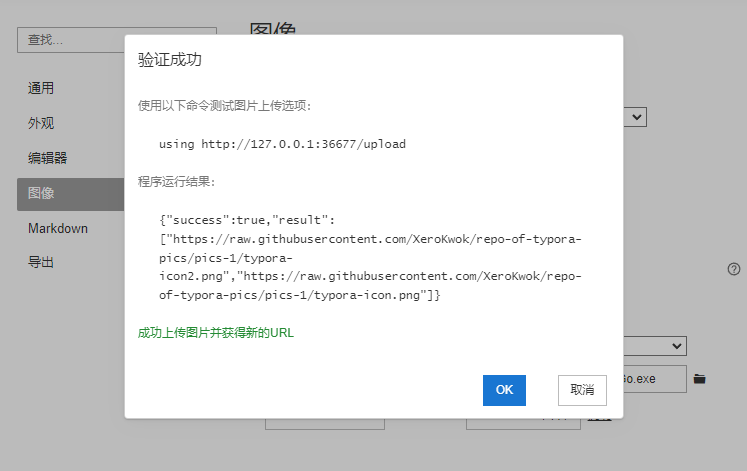 图像
查找...
通用
外观
编辑器
图像
Markdown
导出
验证成功
使用以下命令测试图片上传选项:
using http://127.0.0.1:36677/upload
程序运行结果:
{"success":true,"result":
["https://raw.githubusercontent.com/XeroKwok/repo-of-typora-
pics/pics-1/typora-
icon2.png","https://raw.githubusercontent.com/XeroKwok/repo-
of-typora-pics/pics-1/typora-icon.png"]}
成功上传图片并获得新的URL
OK
取消